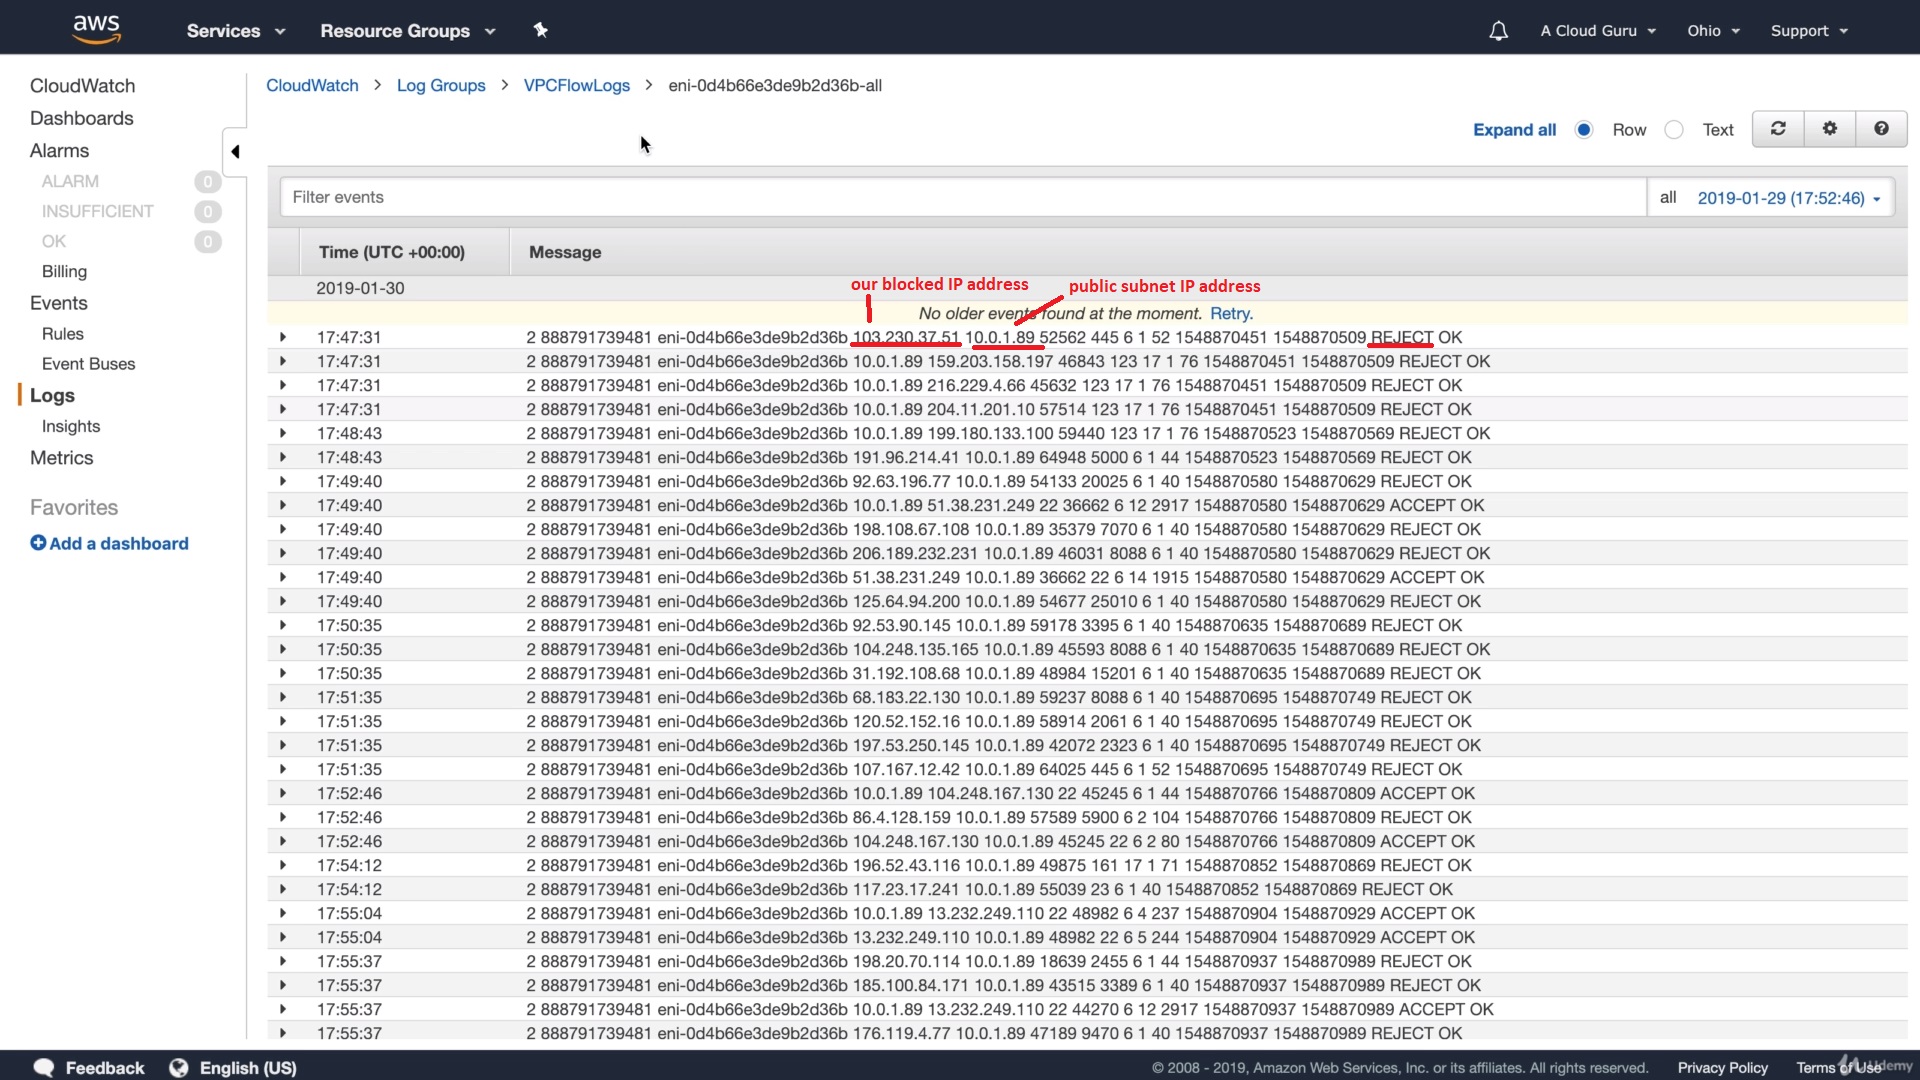 aws
Services
Resource Groups
A Cloud Guru
Ohio
Support
CloudWatch
Dashboards
Alarms
ALARM 0
INSUFFICIENT 0
OK 0
Billing
Events
Rules
Event Buses
Logs
Insights
Metrics
Favorites
Add a dashboard
CloudWatch > Log Groups > VPCFlowLogs > eni-0d4b66e3de9b2d36b-all
Expand all Row Text
Filter events
all 2019-01-29 (17:52:46)
Time (UTC +00:00) Message
2019-01-30
our blocked IP address
public subnet IP address
No older events found at the moment. Retry.
17:47:31 2 888791739481 eni-0d4b66e3de9b2d36b 103.230.37.51 10.0.1.89 52562 445 6 1 52 1548870451 1548870509 REJECT OK
17:47:31 2 888791739481 eni-0d4b66e3de9b2d36b 10.0.1.89 159.203.158.197 46843 123 17 1 76 1548870451 1548870509 REJECT OK
17:47:31 2 888791739481 eni-0d4b66e3de9b2d36b 10.0.1.89 216.229.4.66 45632 123 17 1 76 1548870451 1548870509 REJECT OK
17:47:31 2 888791739481 eni-0d4b66e3de9b2d36b 10.0.1.89 204.11.201.10 57514 123 17 1 76 1548870451 1548870509 REJECT OK
17:48:43 2 888791739481 eni-0d4b66e3de9b2d36b 10.0.1.89 199.180.133.100 59440 123 17 1 76 1548870523 1548870569 REJECT OK
17:48:43 2 888791739481 eni-0d4b66e3de9b2d36b 191.96.214.41 10.0.1.89 64948 5000 6 1 44 1548870523 1548870569 REJECT OK
17:49:40 2 888791739481 eni-0d4b66e3de9b2d36b 92.63.196.77 10.0.1.89 54133 20025 6 1 40 1548870580 1548870629 REJECT OK
17:49:40 2 888791739481 eni-0d4b66e3de9b2d36b 10.0.1.89 51.38.231.249 22 36662 6 12 2917 1548870580 1548870629 ACCEPT OK
17:49:40 2 888791739481 eni-0d4b66e3de9b2d36b 198.108.67.108 10.0.1.89 35379 7070 6 1 40 1548870580 1548870629 REJECT OK
17:49:40 2 888791739481 eni-0d4b66e3de9b2d36b 206.189.232.231 10.0.1.89 46031 8088 6 1 40 1548870580 1548870629 REJECT OK
17:49:40 2 888791739481 eni-0d4b66e3de9b2d36b 51.38.231.249 10.0.1.89 36662 22 6 14 1915 1548870580 1548870629 ACCEPT OK
17:49:40 2 888791739481 eni-0d4b66e3de9b2d36b 125.64.94.200 10.0.1.89 54677 25010 6 1 40 1548870580 1548870629 REJECT OK
17:50:35 2 888791739481 eni-0d4b66e3de9b2d36b 92.53.90.145 10.0.1.89 59178 3395 6 1 40 1548870635 1548870689 REJECT OK
17:50:35 2 888791739481 eni-0d4b66e3de9b2d36b 104.248.135.165 10.0.1.89 45593 8088 6 1 40 1548870635 1548870689 REJECT OK
17:50:35 2 888791739481 eni-0d4b66e3de9b2d36b 31.192.108.68 10.0.1.89 48984 15201 6 1 40 1548870635 1548870689 REJECT OK
17:51:35 2 888791739481 eni-0d4b66e3de9b2d36b 68.183.22.130 10.0.1.89 59237 8088 6 1 40 1548870695 1548870749 REJECT OK
17:51:35 2 888791739481 eni-0d4b66e3de9b2d36b 120.52.152.16 10.0.1.89 58914 2061 6 1 40 1548870695 1548870749 REJECT OK
17:51:35 2 888791739481 eni-0d4b66e3de9b2d36b 197.53.250.145 10.0.1.89 42072 2323 6 1 40 1548870695 1548870749 REJECT OK
17:51:35 2 888791739481 eni-0d4b66e3de9b2d36b 107.167.12.42 10.0.1.89 64025 445 6 1 52 1548870695 1548870749 REJECT OK
17:52:46 2 888791739481 eni-0d4b66e3de9b2d36b 10.0.1.89 104.248.167.130 22 45245 6 1 44 1548870766 1548870809 ACCEPT OK
17:52:46 2 888791739481 eni-0d4b66e3de9b2d36b 86.4.128.159 10.0.1.89 57589 5900 6 2 104 1548870766 1548870809 REJECT OK
17:52:46 2 888791739481 eni-0d4b66e3de9b2d36b 104.248.167.130 10.0.1.89 45245 22 6 2 80 1548870766 1548870809 ACCEPT OK
17:54:12 2 888791739481 eni-0d4b66e3de9b2d36b 196.52.43.116 10.0.1.89 49875 161 17 1 71 1548870852 1548870869 REJECT OK
17:54:12 2 888791739481 eni-0d4b66e3de9b2d36b 117.23.17.241 10.0.1.89 55039 23 6 1 40 1548870852 1548870869 REJECT OK
17:55:04 2 888791739481 eni-0d4b66e3de9b2d36b 10.0.1.89 13.232.249.110 22 48982 6 4 237 1548870904 1548870929 ACCEPT OK
17:55:04 2 888791739481 eni-0d4b66e3de9b2d36b 13.232.249.110 10.0.1.89 48982 22 6 5 244 1548870904 1548870929 ACCEPT OK
17:55:37 2 888791739481 eni-0d4b66e3de9b2d36b 198.20.70.114 10.0.1.89 18639 2455 6 1 44 1548870937 1548870989 REJECT OK
17:55:37 2 888791739481 eni-0d4b66e3de9b2d36b 185.100.84.171 10.0.1.89 43515 3389 6 1 40 1548870937 1548870989 REJECT OK
17:55:37 2 888791739481 eni-0d4b66e3de9b2d36b 10.0.1.89 13.232.249.110 22 44270 6 12 2917 1548870937 1548870989 ACCEPT OK
17:55:37 2 888791739481 eni-0d4b66e3de9b2d36b 176.119.4.77 10.0.1.89 47189 9470 6 1 40 1548870937 1548870989 REJECT OK
Feedback
English (US)
© 2008 - 2019, Amazon Web Services, Inc. or its affiliates. All rights reserved.
Privacy Policy
Terms of Use
Udemy